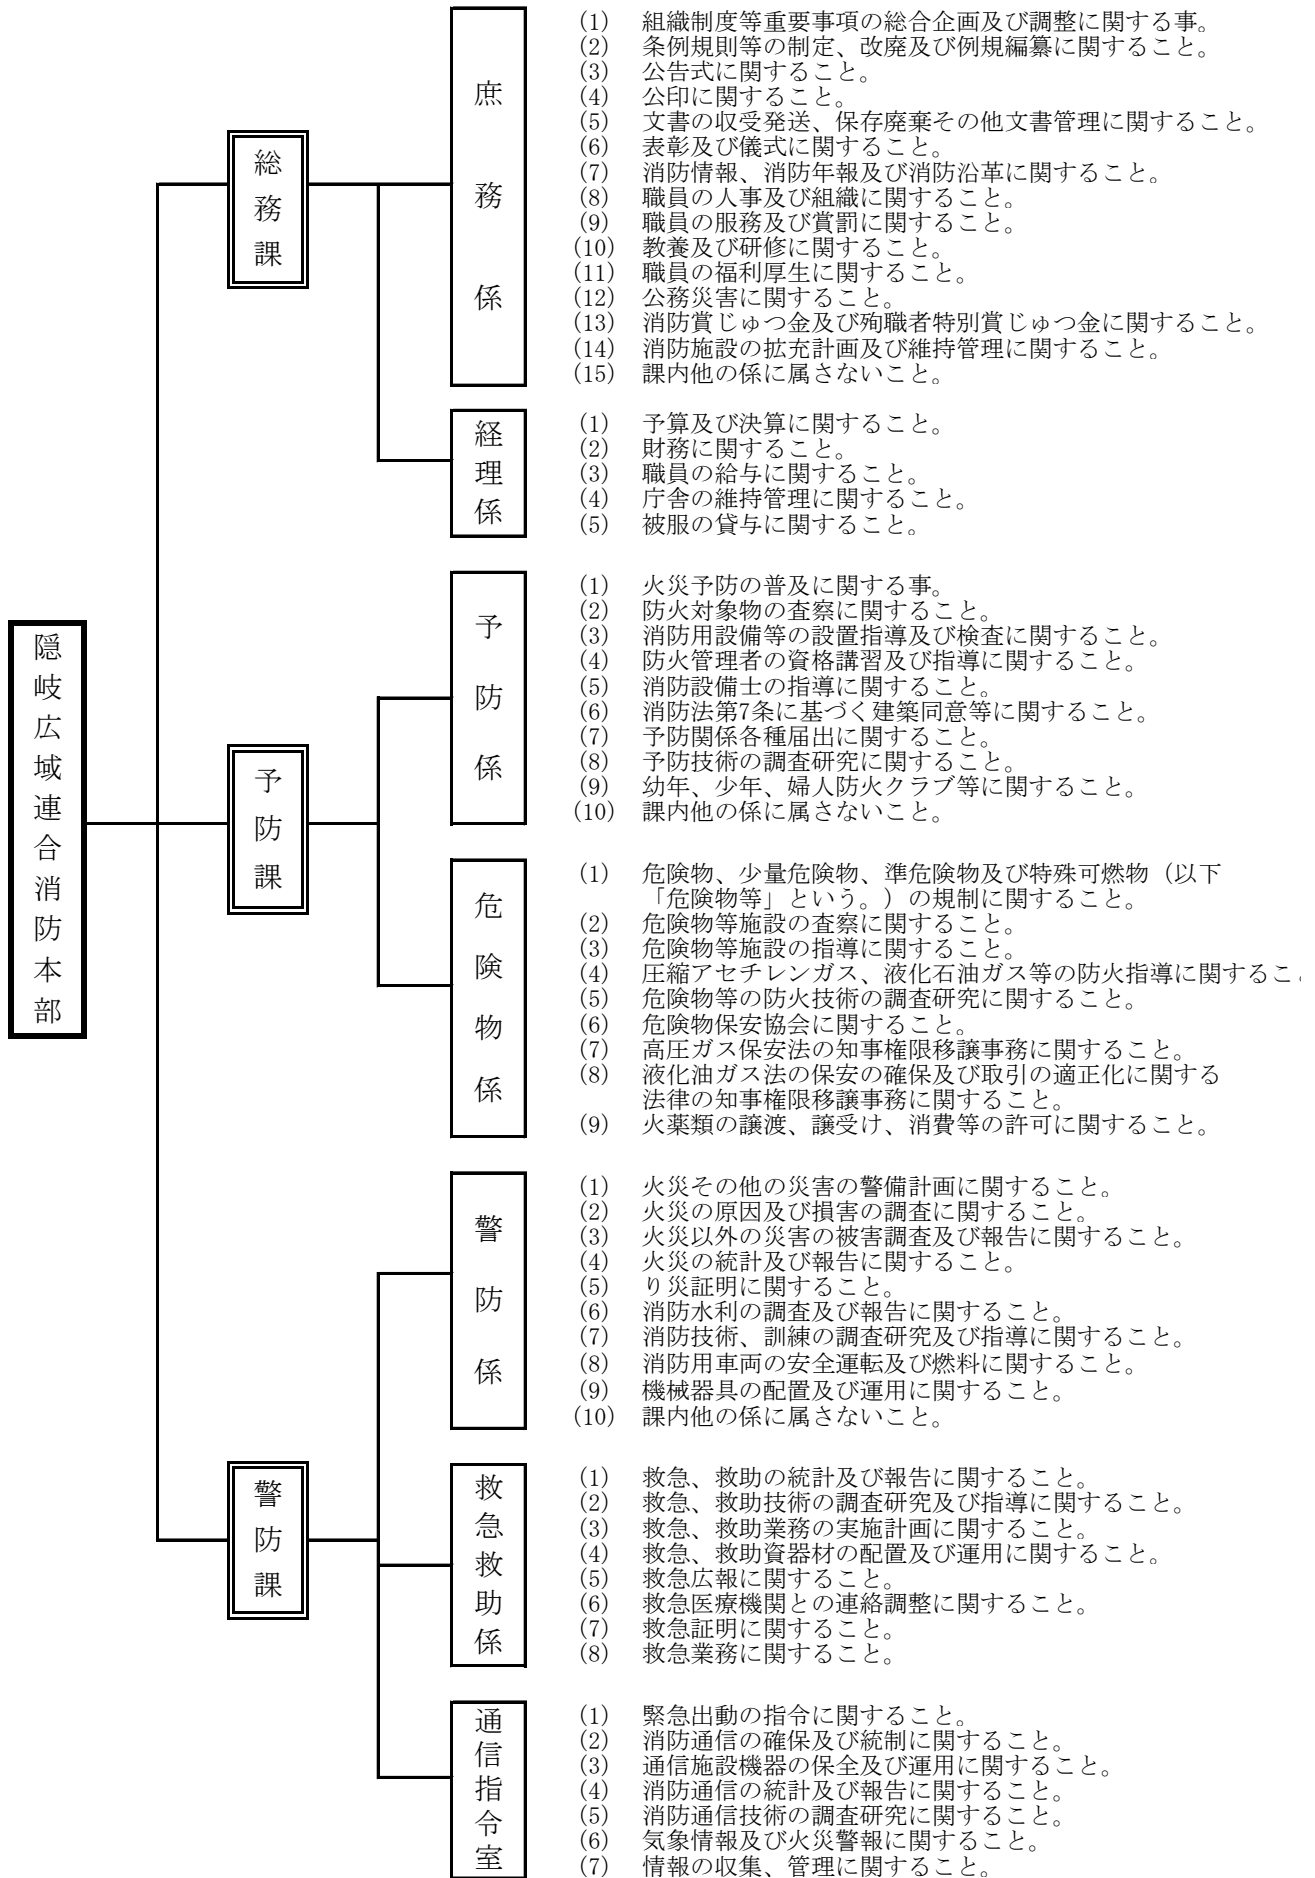 隠岐広域連合消防本部
総務課
庶務係
(1) 組織制度等重要事項の総合企画及び調整に関する事。
(2) 条例規則等の制定、改廃及び例規編纂に関すること。
(3) 公告式に関すること。
(4) 公印に関すること。
(5) 文書の収受発送、保存廃棄その他文書管理に関すること。
(6) 表彰及び儀式に関すること。
(7) 消防情報、消防年報及び消防沿革に関すること。
(8) 職員の人事及び組織に関すること。
(9) 職員の服務及び賞罰に関すること。
(10) 教養及び研修に関すること。
(11) 職員の福利厚生に関すること。
(12) 公務災害に関すること。
(13) 消防賞じゅつ金及び殉職者特別賞じゅつ金に関すること。
(14) 消防施設の拡充計画及び維持管理に関すること。
(15) 課内他の係に属さないこと。
経理係
(1) 予算及び決算に関すること。
(2) 財務に関すること。
(3) 職員の給与に関すること。
(4) 庁舎の維持管理に関すること。
(5) 被服の貸与に関すること。
予防課
予防係
(1) 火災予防の普及に関する事。
(2) 防火対象物の査察に関すること。
(3) 消防用設備等の設置指導及び検査に関すること。
(4) 防火管理者の資格講習及び指導に関すること。
(5) 消防設備士の指導に関すること。
(6) 消防法第7条に基づく建築同意等に関すること。
(7) 予防関係各種届出に関すること。
(8) 予防技術の調査研究に関すること。
(9) 幼年、少年、婦人防火クラブ等に関すること。
(10) 課内他の係に属さないこと。
危険物係
(1) 危険物、少量危険物、準危険物及び特殊可燃物（以下
「危険物等」という。）の規制に関すること。
(2) 危険物等施設の査察に関すること。
(3) 危険物等施設の指導に関すること。
(4) 圧縮アセチレンガス、液化石油ガス等の防火指導に関するこ
(5) 危険物等の防火技術の調査研究に関すること。
(6) 危険物保安協会に関すること。
(7) 高圧ガス保安法の知事権限移譲事務に関すること。
(8) 液化油ガス法の保安の確保及び取引の適正化に関する
法律の知事権限移譲事務に関すること。
(9) 火薬類の譲渡、譲受け、消費等の許可に関すること。
警防課
警防係
(1) 火災その他の災害の警備計画に関すること。
(2) 火災の原因及び損害の調査に関すること。
(3) 火災以外の災害の被害調査及び報告に関すること。
(4) 火災の統計及び報告に関すること。
(5) り災証明に関すること。
(6) 消防水利の調査及び報告に関すること。
(7) 消防技術、訓練の調査研究及び指導に関すること。
(8) 消防用車両の安全運転及び燃料に関すること。
(9) 機械器具の配置及び運用に関すること。
(10) 課内他の係に属さないこと。
救急救助係
(1) 救急、救助の統計及び報告に関すること。
(2) 救急、救助技術の調査研究及び指導に関すること。
(3) 救急、救助業務の実施計画に関すること。
(4) 救急、救助資器材の配置及び運用に関すること。
(5) 救急広報に関すること。
(6) 救急医療機関との連絡調整に関すること。
(7) 救急証明に関すること。
(8) 救急業務に関すること。
通信指令室
(1) 緊急出動の指令に関すること。
(2) 消防通信の確保及び統制に関すること。
(3) 通信施設機器の保全及び運用に関すること。
(4) 消防通信の統計及び報告に関すること。
(5) 消防通信技術の調査研究に関すること。
(6) 気象情報及び火災警報に関すること。
(7) 情報の収集、管理に関すること。